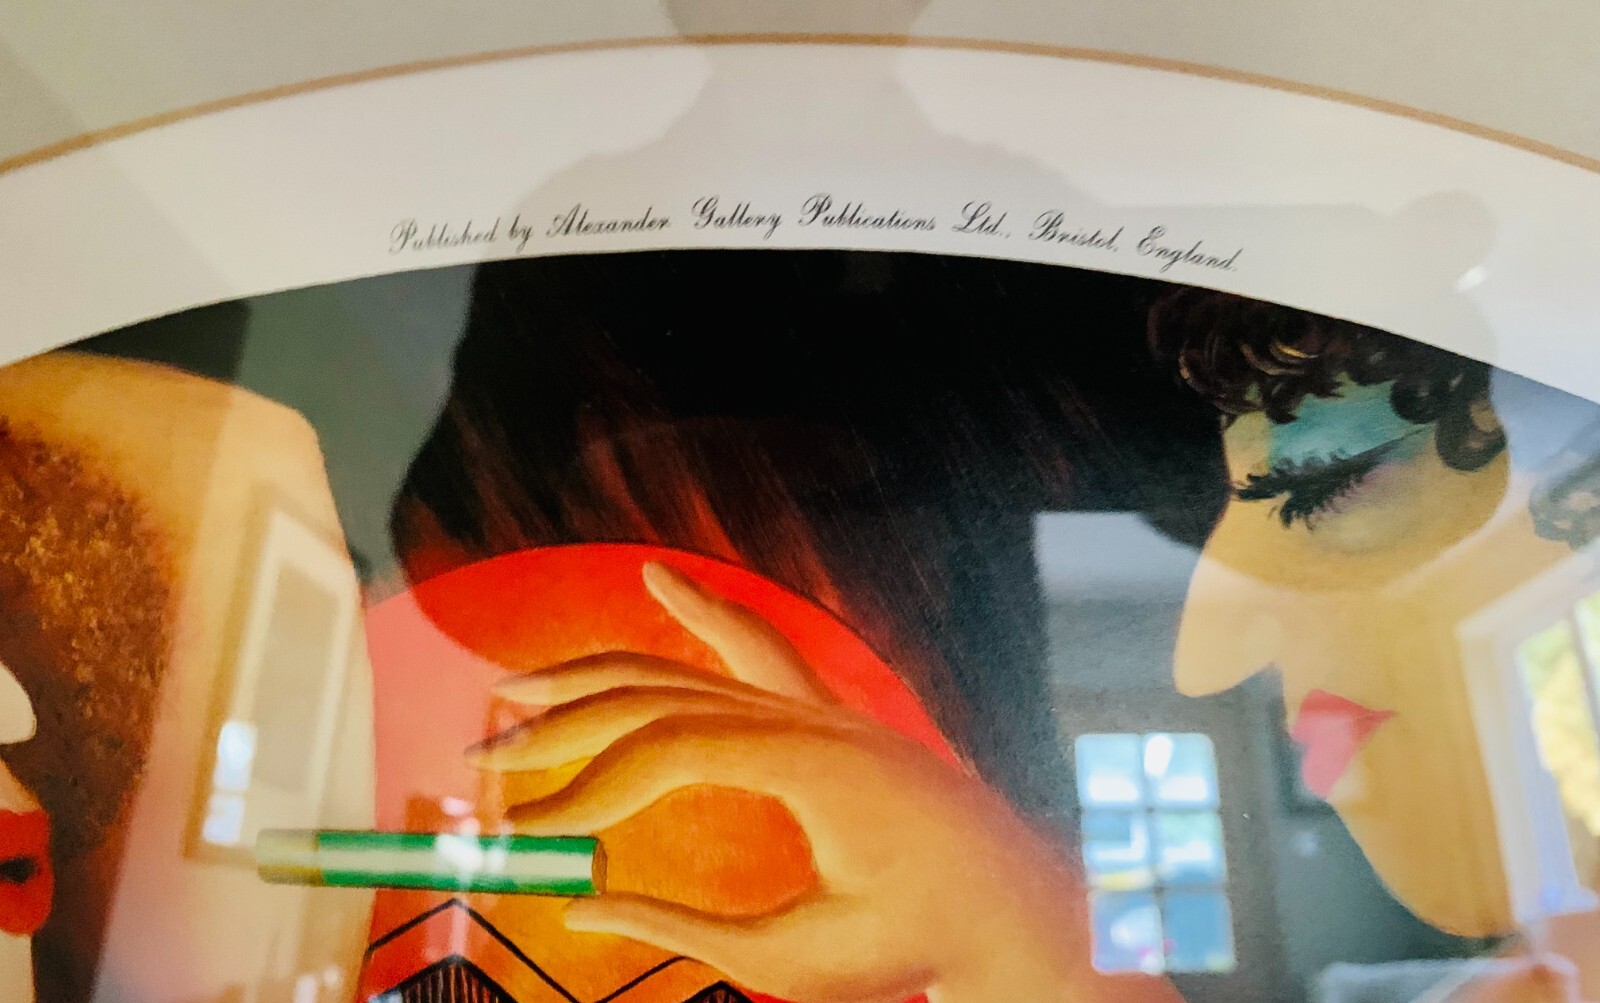 Published by Alexander Gallery Publications Ltd., Bristol, England.